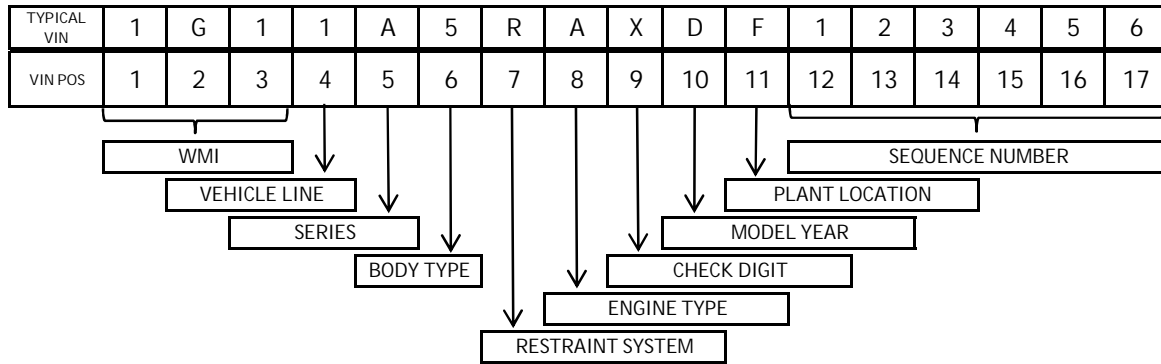 TYPICAL VIN 1 G 1 1 A 5 R A X D F 1 2 3 4 5 6
VIN POS 1 2 3 4 5 6 7 8 9 10 11 12 13 14 15 16 17
WMI SEQUENCE NUMBER
VEHICLE LINE PLANT LOCATION
SERIES MODEL YEAR
BODY TYPE CHECK DIGIT
ENGINE TYPE
RESTRAINT SYSTEM